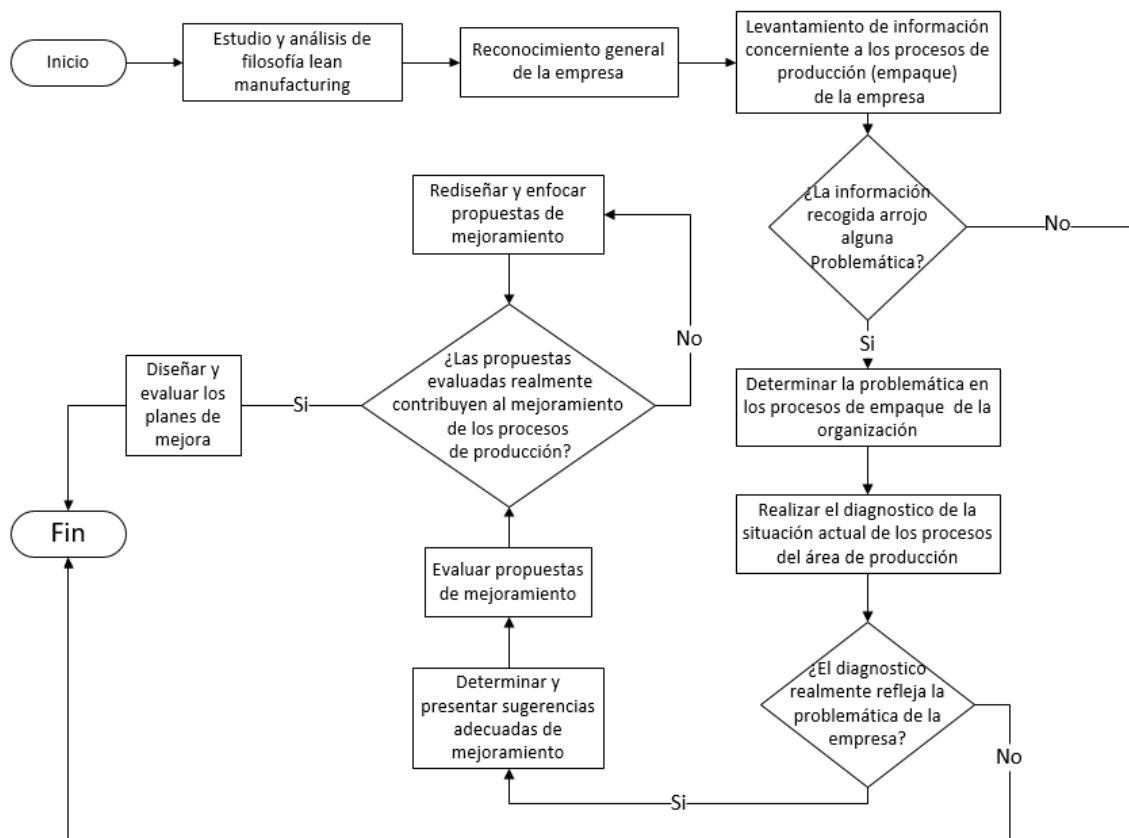 Inicio
Estudio y análisis de
filosofía lean
manufacturing
Reconocimiento general
de la empresa
Levantamiento de información
concerniente a los procesos de
producción (empaque)
de la empresa
¿La información
recogida arrojo
alguna
Problemática?
No
Si
Determinar la problemática en
los procesos de empaque de la
organización
Realizar el diagnostico de la
situación actual de los procesos
del área de producción
¿El diagnostico
realmente refleja la
problemática de la
empresa?
No
Si
Determinar y
presentar sugerencias
adecuadas de
mejoramiento
Evaluar propuestas
de mejoramiento
¿Las propuestas
evaluadas realmente
contribuyen al mejoramiento
de los procesos
de producción?
No
Rediseñar y enfocar
propuestas de
mejoramiento
Si
Diseñar y
evaluar los
planes de
mejora
Fin